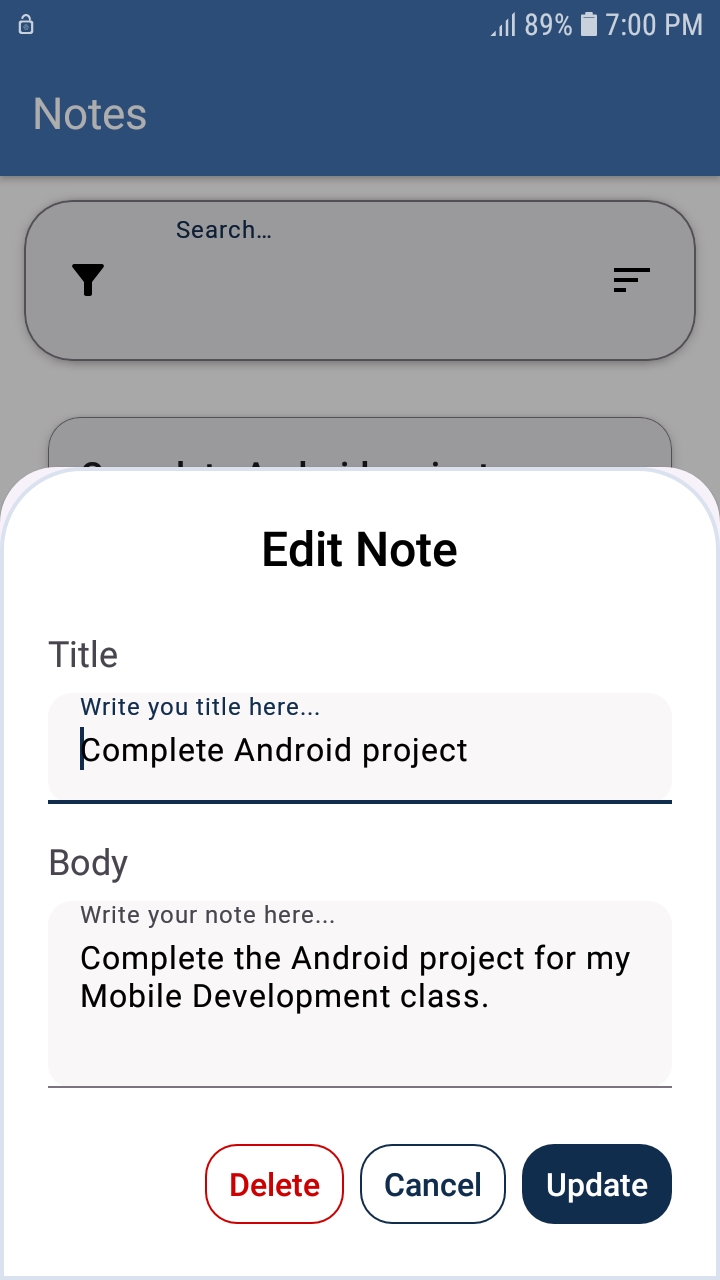 89% 7:00 PM
Notes
Search…
Edit Note
Title
Write you title here...
Complete Android project
Body
Write your note here...
Complete the Android project for my
Mobile Development class.
Delete Cancel Update